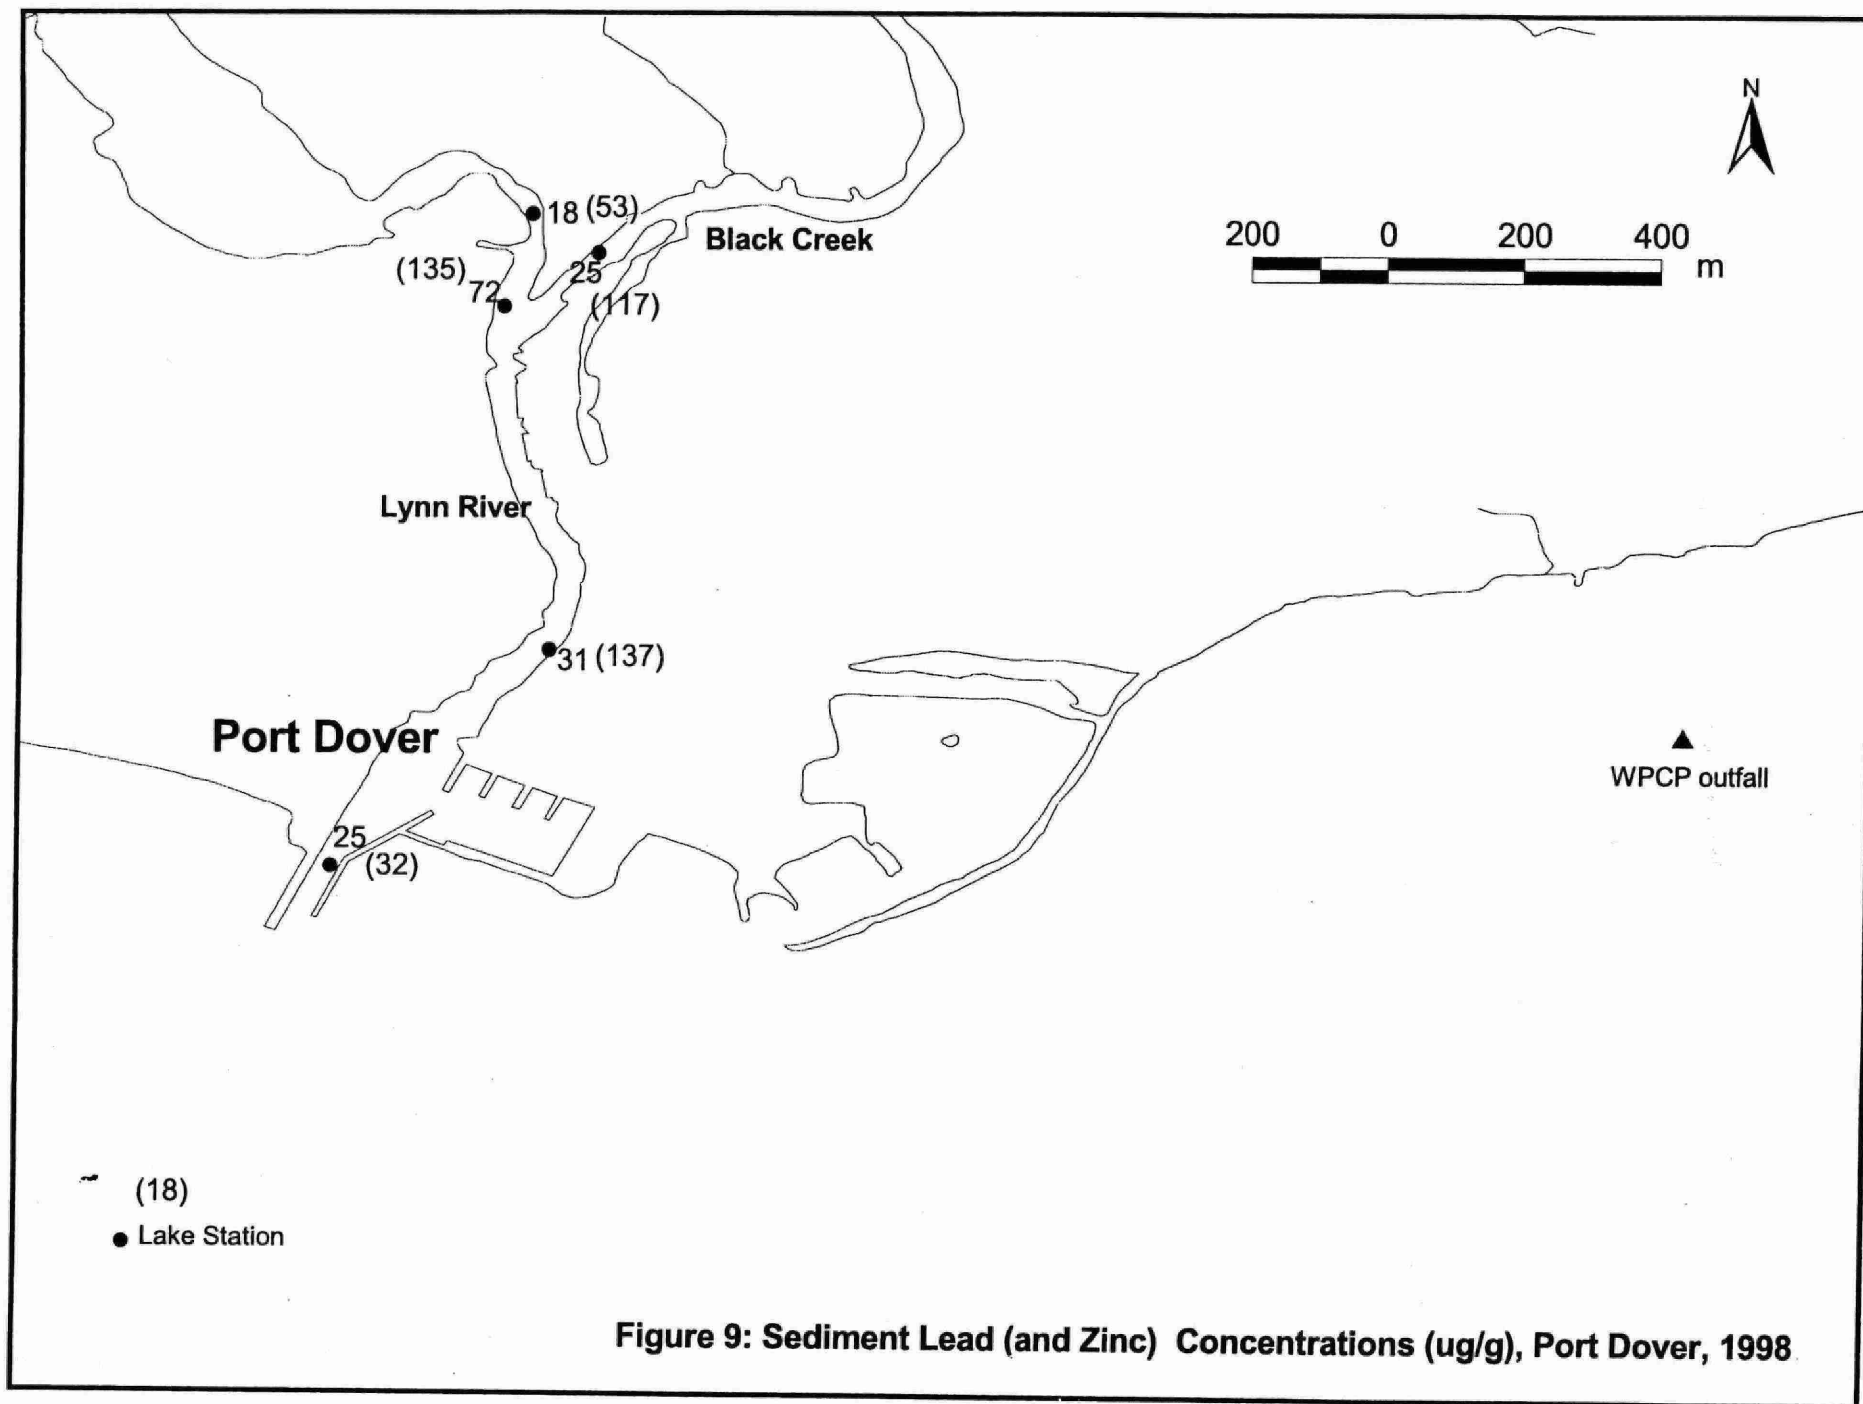 N
200 0 200 400 m
18 (53)
Black Creek
25
(117)
(135)
72
Lynn River
31 (137)
Port Dover
WPCP outfall
25
(32)
(18)
Lake Station
Figure 9: Sediment Lead (and Zinc) Concentrations (ug/g), Port Dover, 1998